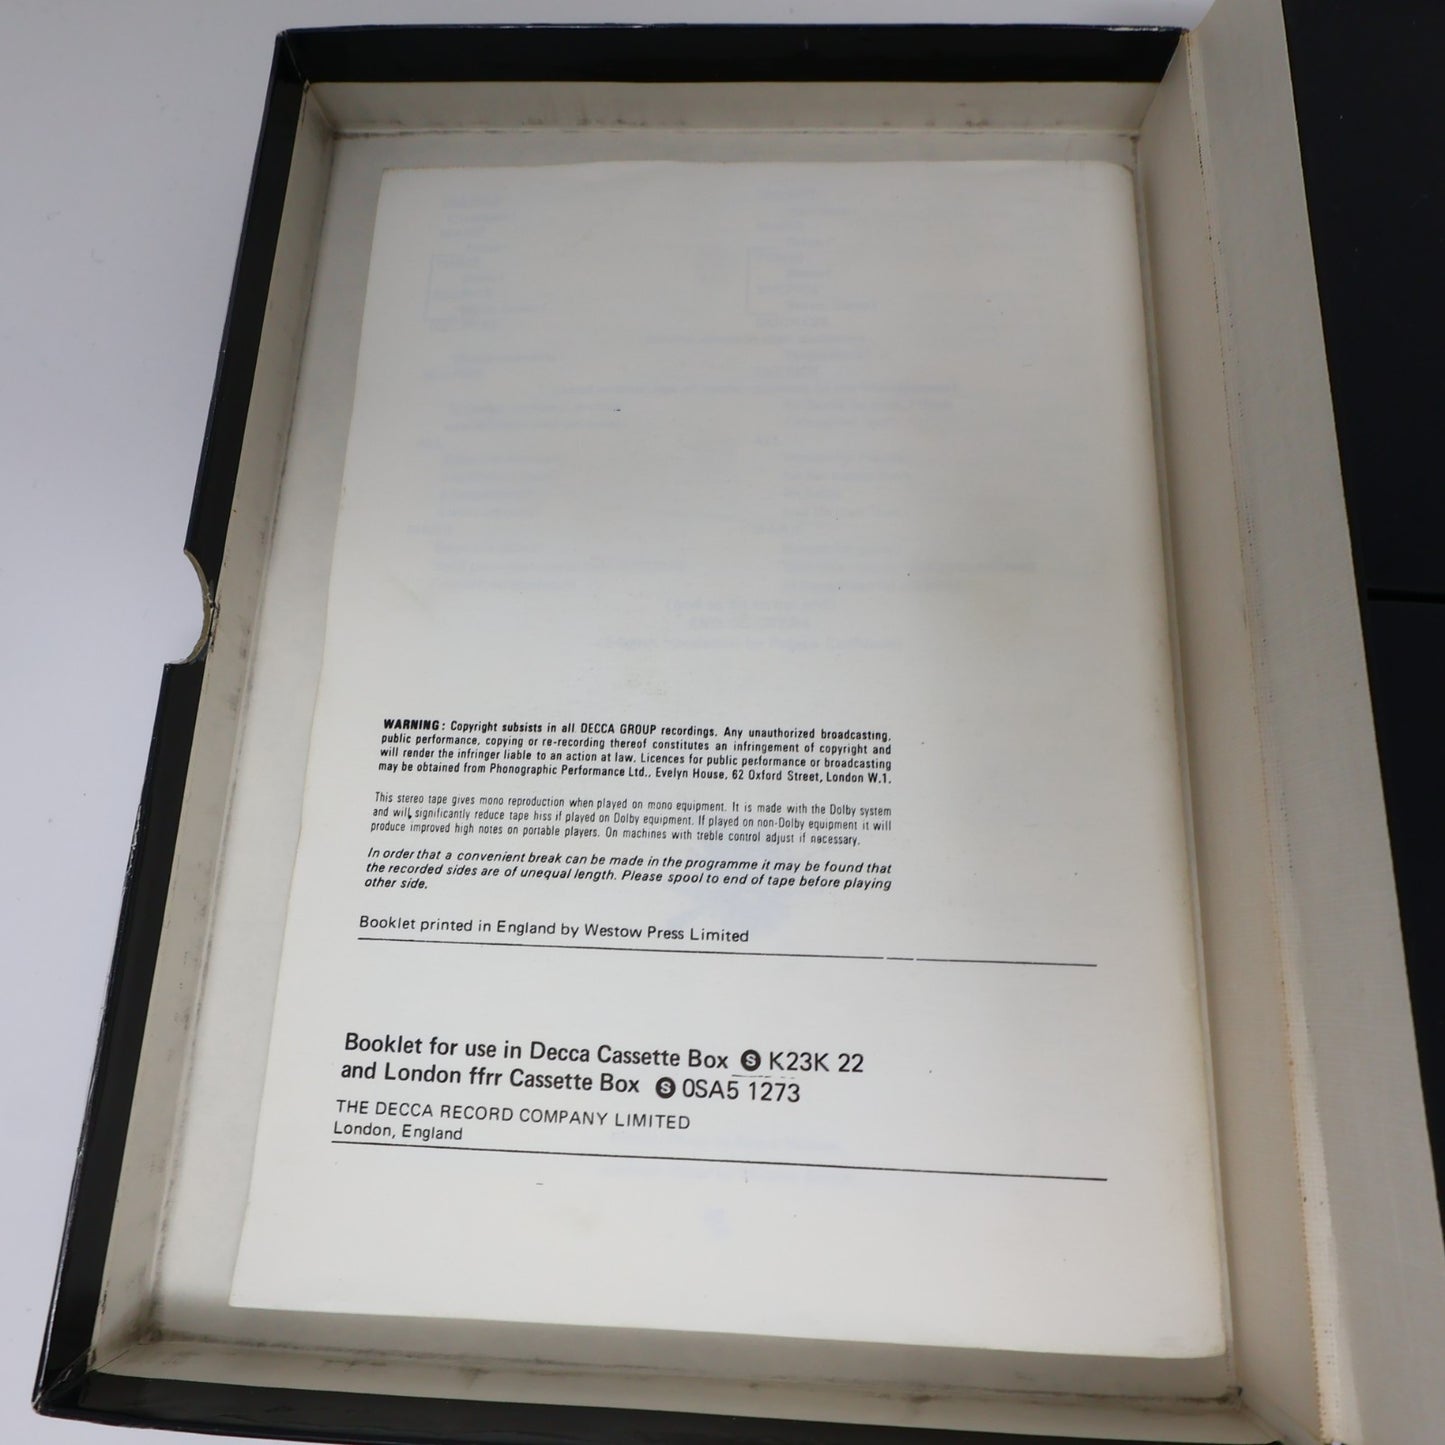 WARNING: Copyright subsists in all DECCA GROUP recordings. Any unauthorized broadcasting,
public performance, copying or re-recording thereof constitutes an infringement of copyright and
will render the infringer liable to an action at law. Licences for public performance or broadcasting
may be obtained from Phonographic Performance Ltd., Evelyn House, 62 Oxford Street, London W.1.
This stereo tape gives mono reproduction when played on mono equipment. It is made with the Dolby system
and will significantly reduce tape hiss if played on Dolby equipment. If played on non-Dolby equipment it will
produce improved high notes on portable players. On machines with treble control adjust if necessary.
In order that a convenient break can be made in the programme it may be found that
the recorded sides are of unequal length. Please spool to end of tape before playing
other side.
Booklet printed in England by Westow Press Limited
Booklet for use in Decca Cassette Box S K23K 22
and London ffrr Cassette Box S OSA5 1273
THE DECCA RECORD COMPANY LIMITED
London, England